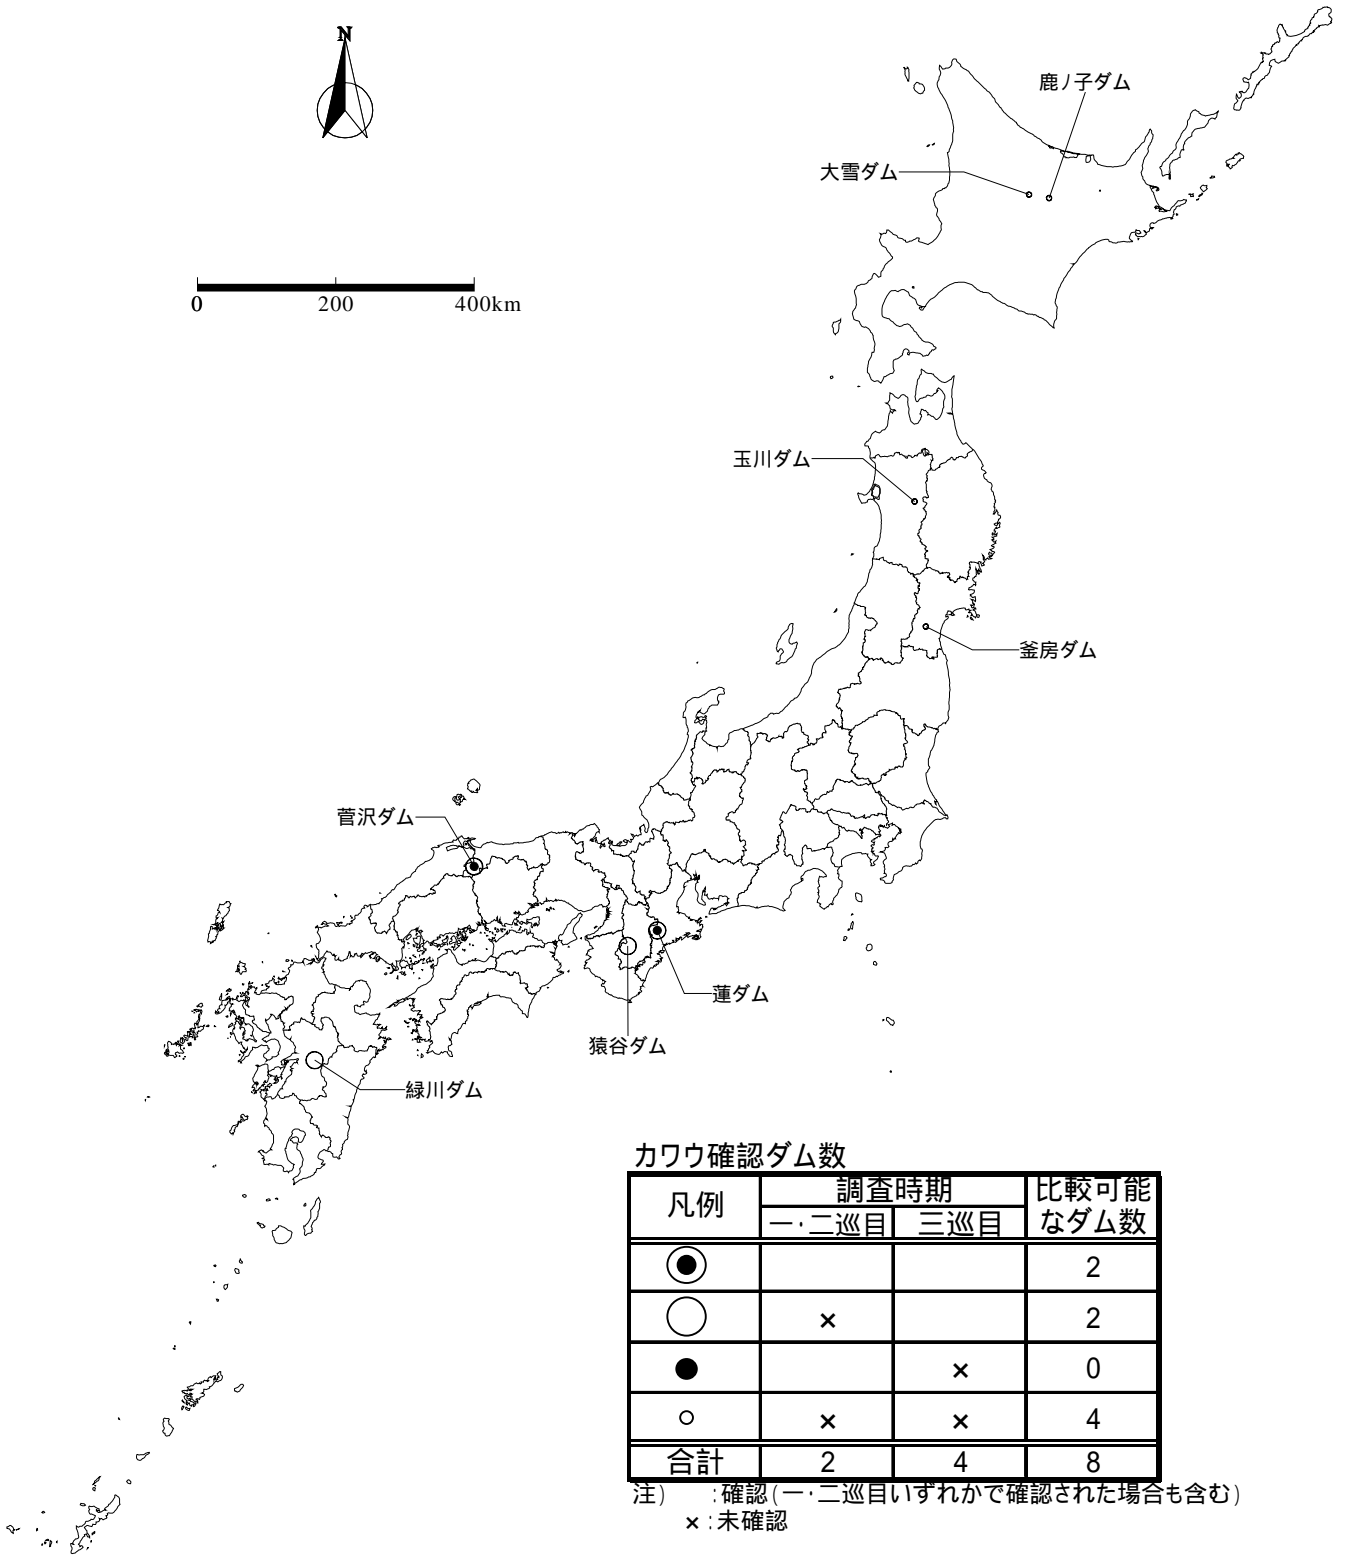 N
鹿ノ子ダム
大雪ダム
0 200 400km
玉川ダム
釜房ダム
菅沢ダム
蓮ダム
猿谷ダム
緑川ダム
カワウ確認ダム数
凡例 調査時期 比較可能なダム数
一・二巡目 三巡目
2
× 2
× 0
× × 4
合計 2 4 8
注) :確認(一・二巡目いずれかで確認された場合も含む)
×:未確認